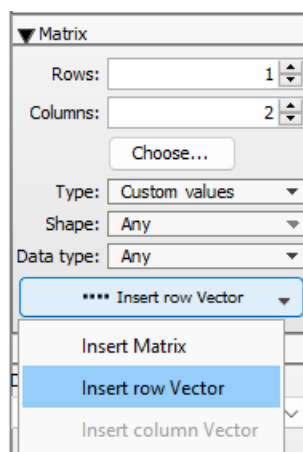 Matrix
Rows: 1
Columns: 2
Choose...
Type: Custom values
Shape: Any
Data type: Any
Insert row Vector
Insert Matrix
Insert row Vector
Insert column Vector